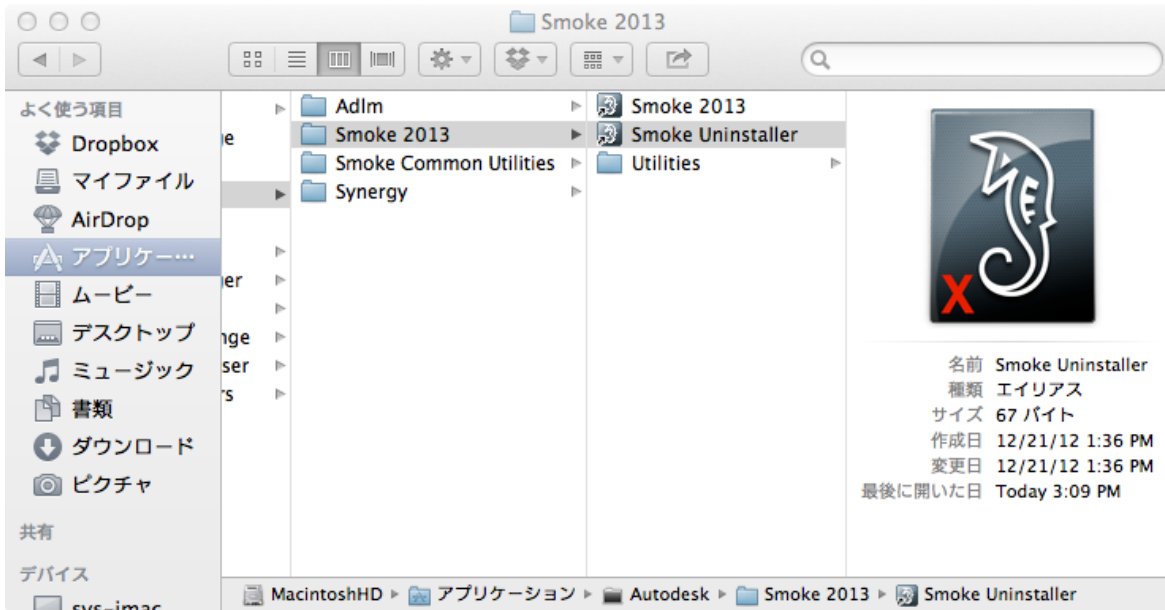 Smoke 2013
よく使う項目
Dropbox
マイファイル
AirDrop
アプリケー…
ムービー
デスクトップ
ミュージック
書類
ダウンロード
ピクチャ
共有
デバイス
sys-imac
Adlm
Smoke 2013
Smoke Common Utilities
Synergy
Smoke 2013
Smoke Uninstaller
Utilities
名前 Smoke Uninstaller
種類 エイリアス
サイズ 67 バイト
作成日 12/21/12 1:36 PM
変更日 12/21/12 1:36 PM
最後に開いた日 Today 3:09 PM
MacintoshHD ▸ アプリケーション ▸ Autodesk ▸ Smoke 2013 ▸ Smoke Uninstaller